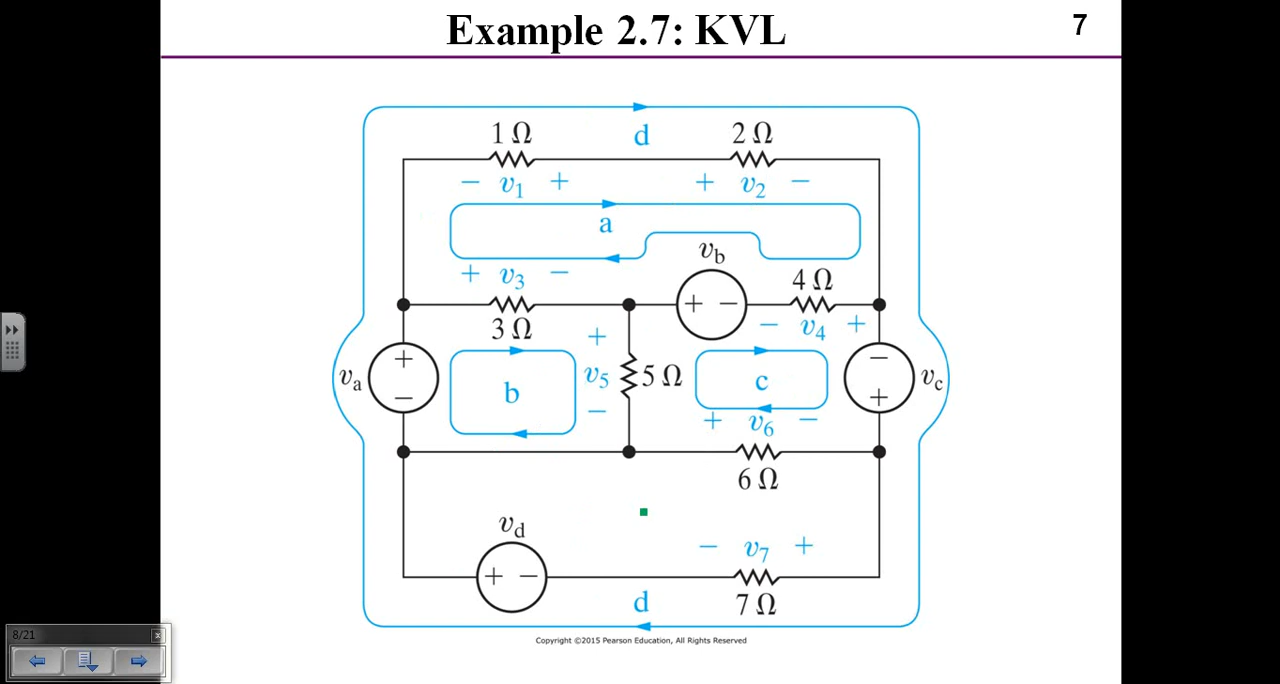 Example 2.7: KVL
7
1 Ω
d
2 Ω
− v1 +
+ v2 −
a
vb
+ v3 −
4 Ω
+ −
3 Ω
− v4 +
+
+
−
va
b
v5
5 Ω
c
vc
−
−
+
+ v6 −
6 Ω
vd
− v7 +
+ −
d
7 Ω
Copyright ©2015 Pearson Education, All Rights Reserved
8/21
x